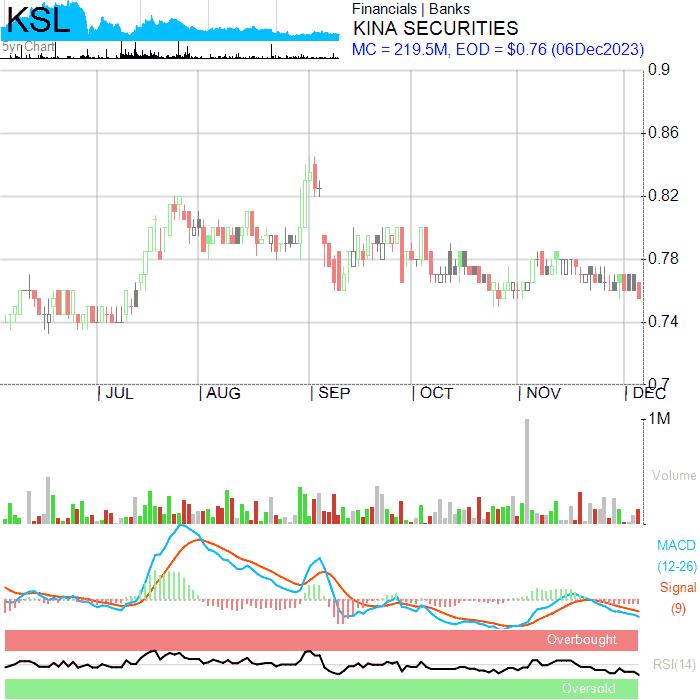 KSL
5yr Chart
Financials | Banks
KINA SECURITIES
MC = 219.5M, EOD = $0.76 (06Dec2023)
0.9
0.86
0.82
0.78
0.74
0.7
JUL AUG SEP OCT NOV DEC
1M
Volume
MACD
(12-26)
Signal
(9)
Overbought
RSI(14)
Oversold